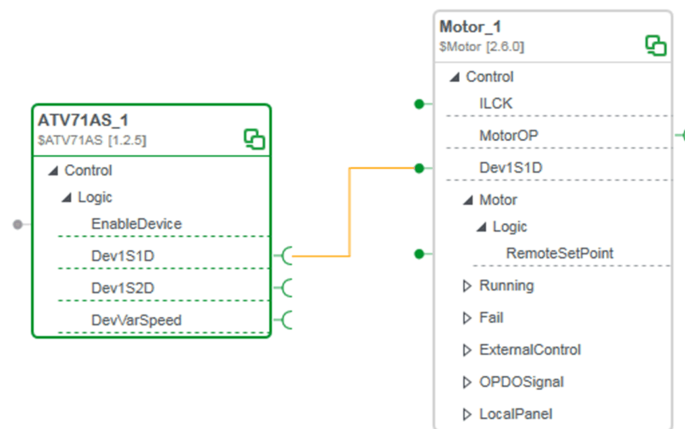 Motor_1
$Motor [2.6.0]
Control
ILCK
MotorOP
Dev1S1D
Motor
Logic
RemoteSetPoint
Running
Fail
ExternalControl
OPDOSignal
LocalPanel
ATV71AS_1
$ATV71AS [1.2.5]
Control
Logic
EnableDevice
Dev1S1D
Dev1S2D
DevVarSpeed